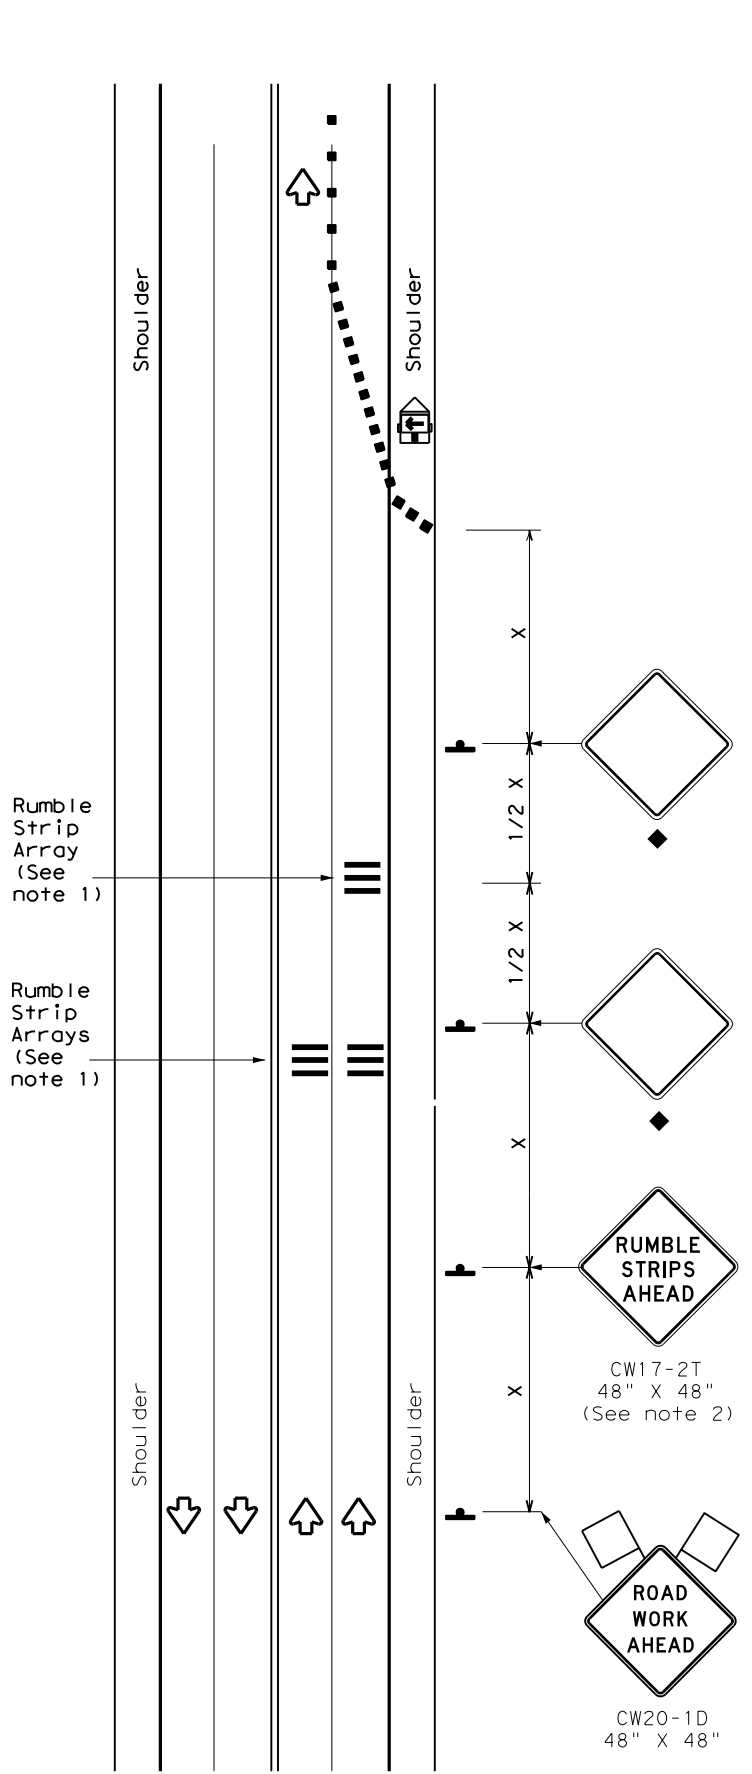 Shoulder
Shoulder
X
1/2 X
Rumble
Strip
Array
(See
note 1)
1/2 X
Rumble
Strip
Arrays
(See
note 1)
X
RUMBLE
STRIPS
AHEAD
CW17-2T
48" X 48"
(See note 2)
X
Shoulder
Shoulder
ROAD
WORK
AHEAD
CW20-1D
48" X 48"